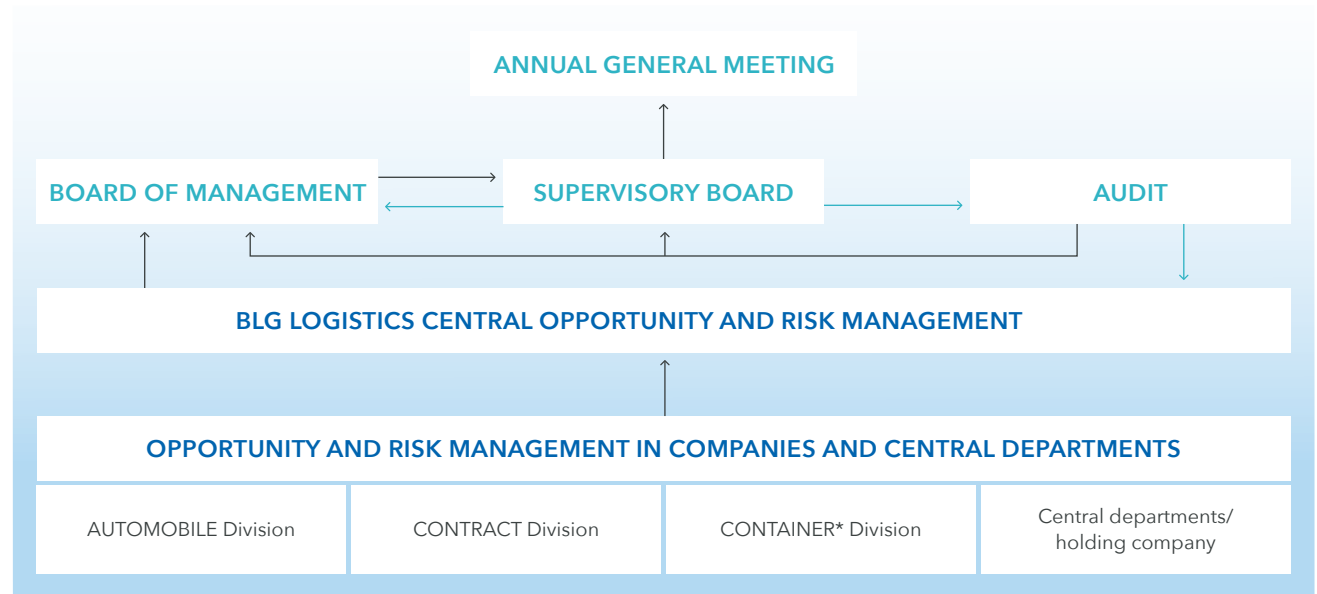 ANNUAL GENERAL MEETING
BOARD OF MANAGEMENT
SUPERVISORY BOARD
AUDIT
BLG LOGISTICS CENTRAL OPPORTUNITY AND RISK MANAGEMENT
OPPORTUNITY AND RISK MANAGEMENT IN COMPANIES AND CENTRAL DEPARTMENTS
AUTOMOBILE Division
CONTRACT Division
CONTAINER* Division
Central departments/
holding company